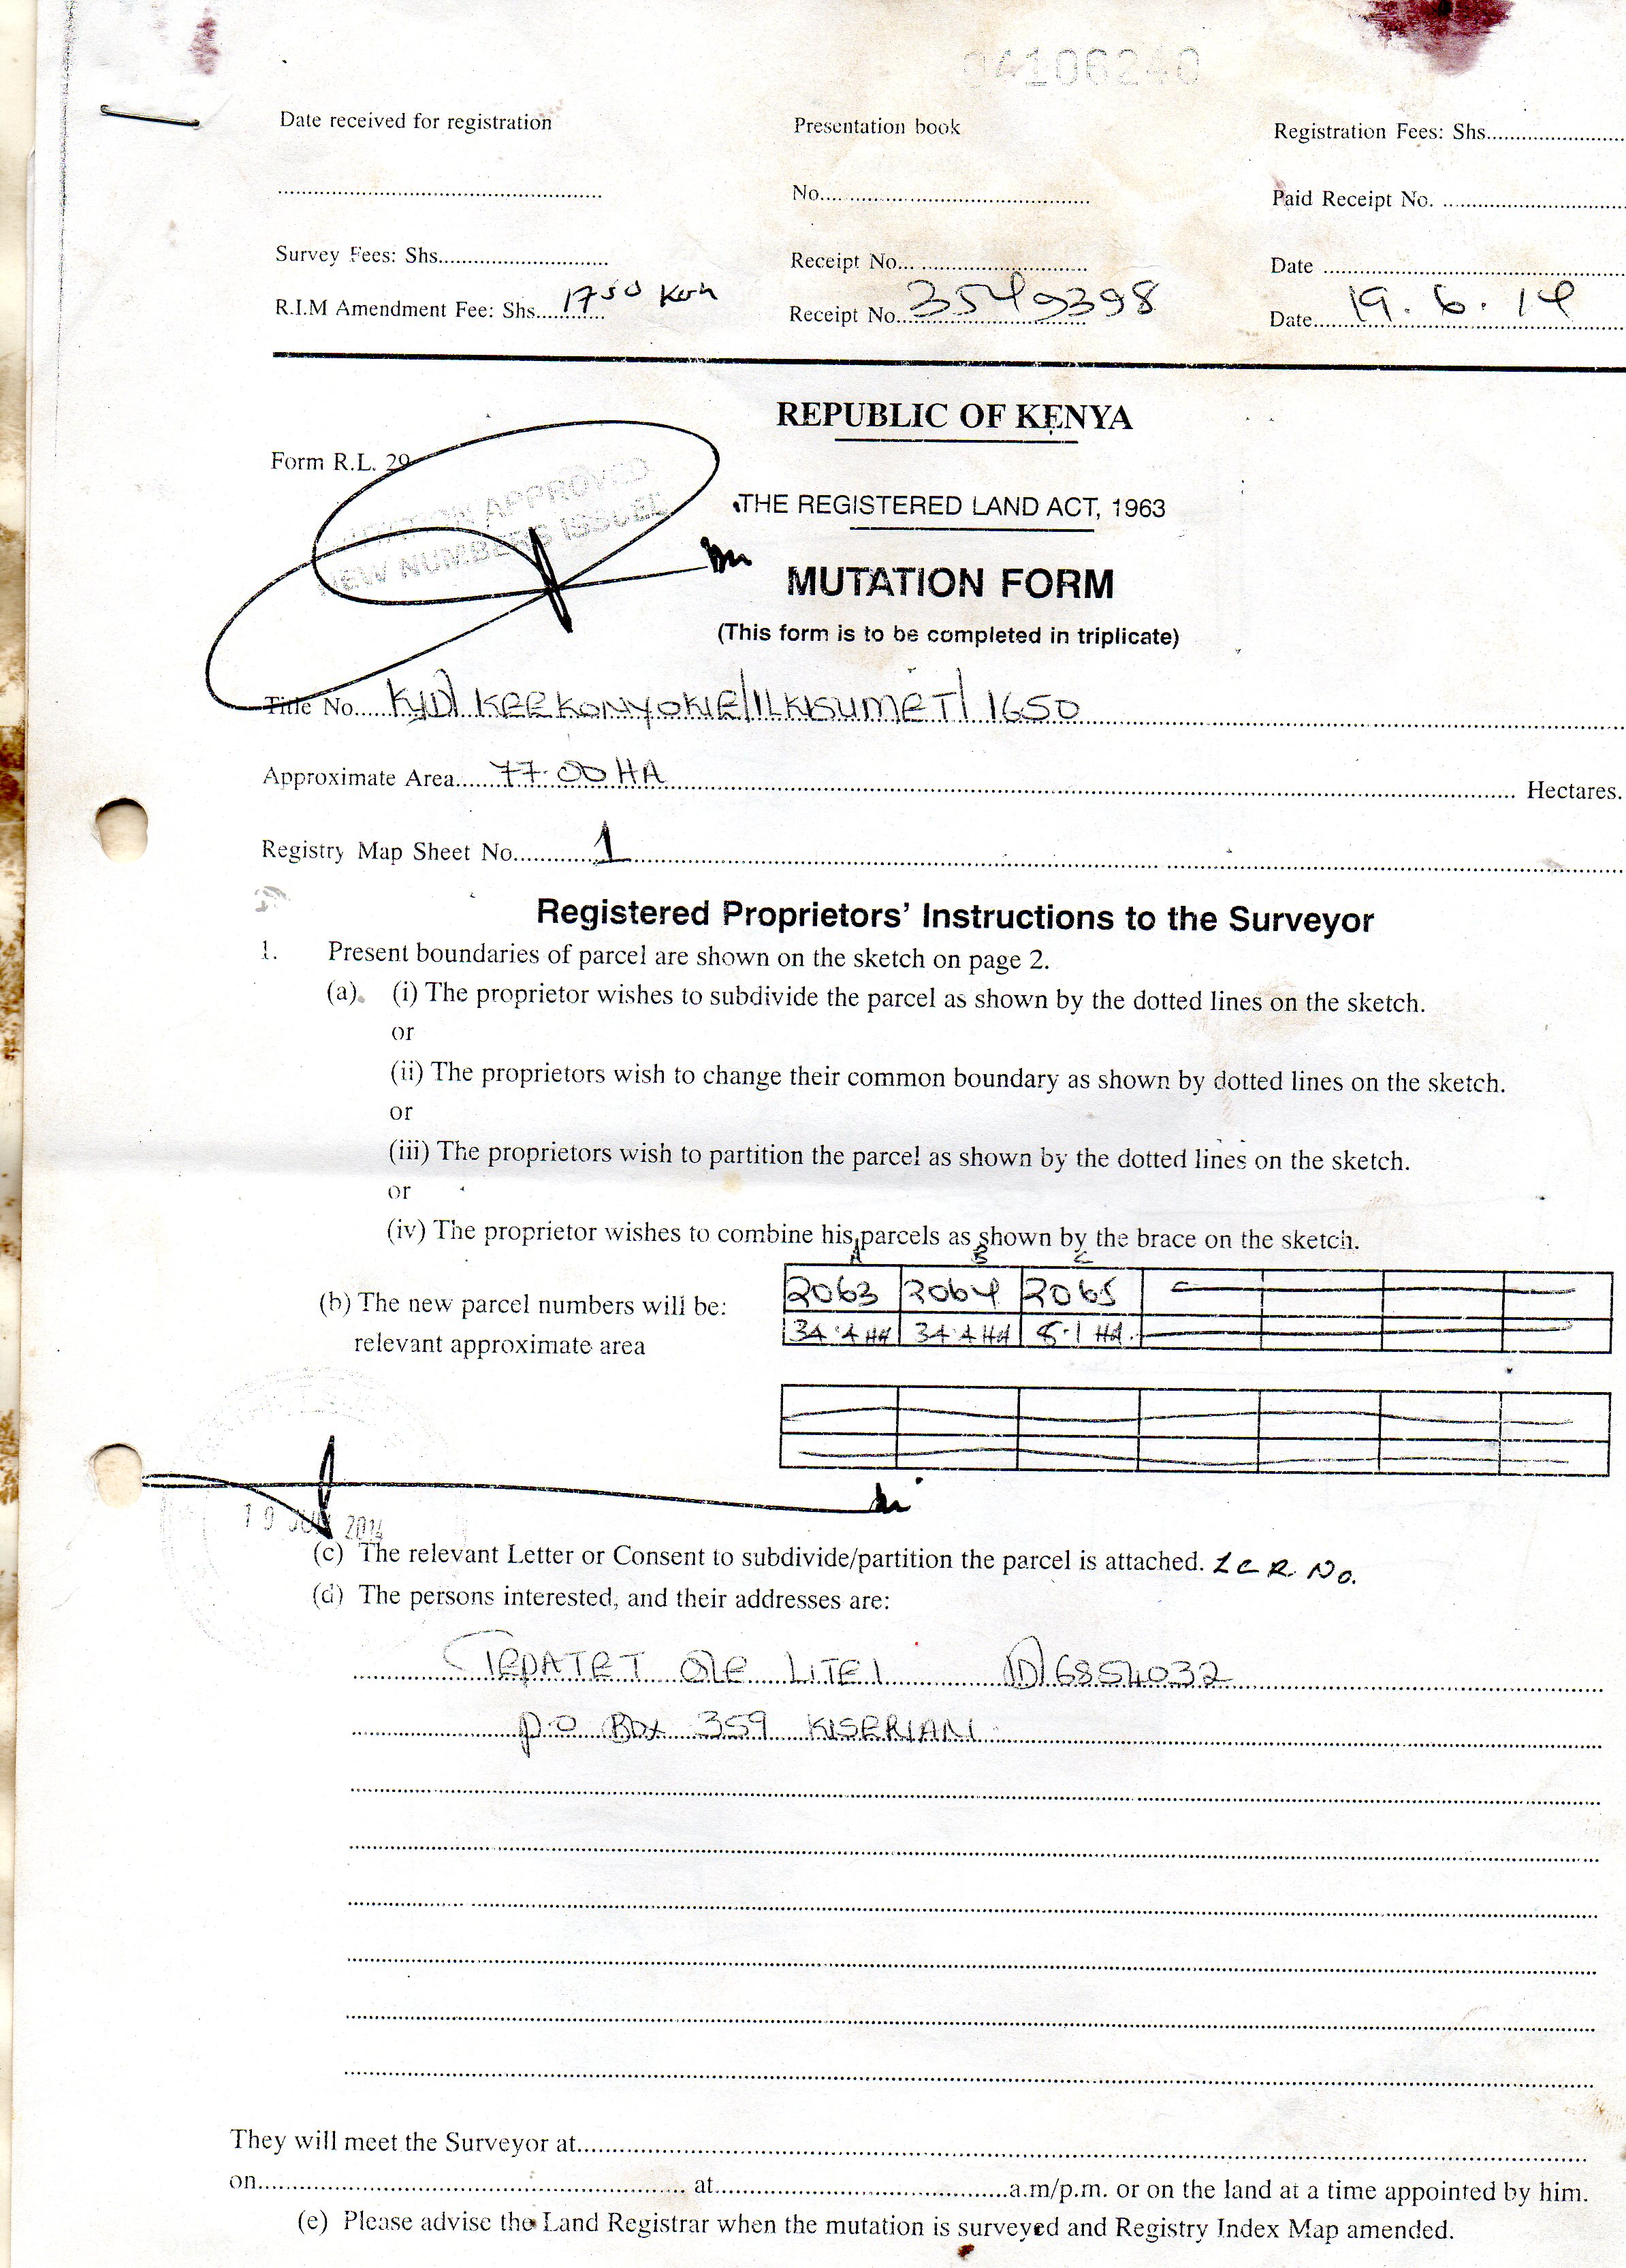 04106240
Date received for registration Presentation book Registration Fees: Shs
No. Paid Receipt No.
Survey Fees: Shs. Receipt No. Date
R.I.M Amendment Fee: Shs. 1750 Ksh Receipt No. 3549398 Date 19.6.14
REPUBLIC OF KENYA
Form R.L. 29
THE REGISTERED LAND ACT, 1963
APPROVED
NEW NUMBERS ISSUED
MUTATION FORM
(This form is to be completed in triplicate)
Title No. KJD/KEEKONYOKIE/ILKISUMET/1650
Approximate Area 77.00 HA Hectares.
Registry Map Sheet No. 1
Registered Proprietors' Instructions to the Surveyor
1. Present boundaries of parcel are shown on the sketch on page 2.
(a). (i) The proprietor wishes to subdivide the parcel as shown by the dotted lines on the sketch.
or
(ii) The proprietors wish to change their common boundary as shown by dotted lines on the sketch.
or
(iii) The proprietors wish to partition the parcel as shown by the dotted lines on the sketch.
or
(iv) The proprietor wishes to combine his parcels as shown by the brace on the sketch.
A B C
(b) The new parcel numbers will be: 2063 2064 2065
relevant approximate area 34.4 HA 34.4 HA 8.1 HA.
19 JUN 2014
(c) The relevant Letter or Consent to subdivide/partition the parcel is attached. LCR. No.
(d) The persons interested, and their addresses are:
OLE LITEI ID/6854032
P.O BOX 359 KISERIAN
They will meet the Surveyor at
on at a.m/p.m. or on the land at a time appointed by him.
(e) Please advise the Land Registrar when the mutation is surveyed and Registry Index Map amended.